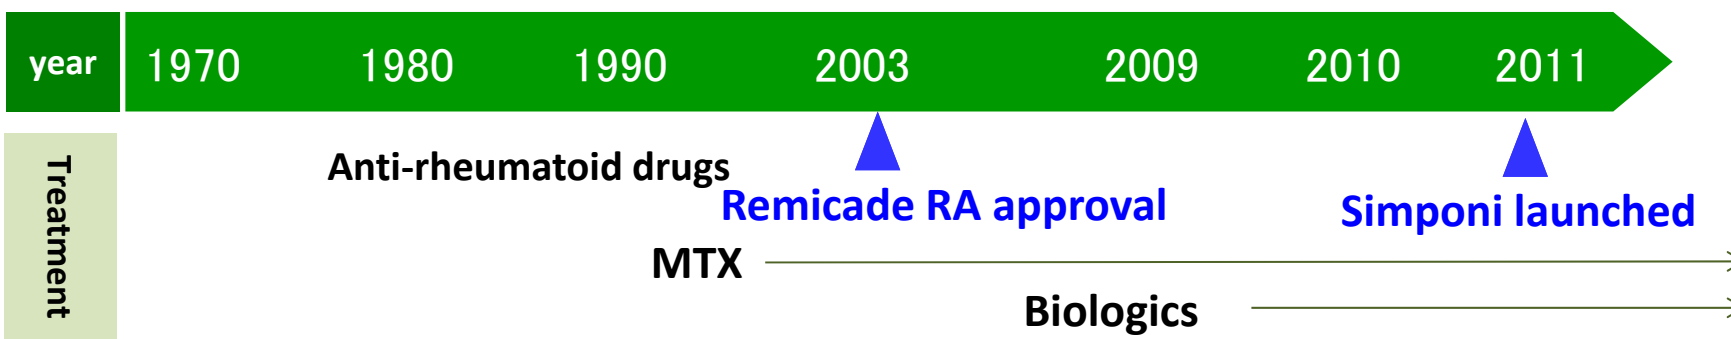 year 1970 1980 1990 2003 2009 2010 2011
Treatment
Anti-rheumatoid drugs
Remicade RA approval
Simponi launched
MTX
Biologics